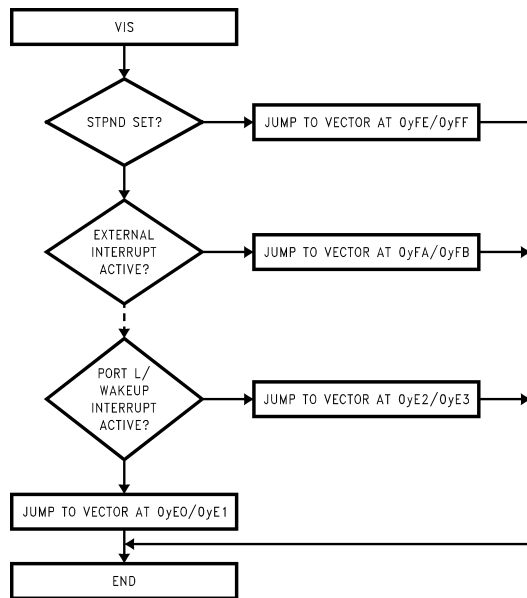 VIS
STPND SET?
JUMP TO VECTOR AT 0yFE/0yFF
EXTERNAL
INTERRUPT
ACTIVE?
JUMP TO VECTOR AT 0yFA/0yFB
PORT L/
WAKEUP
INTERRUPT
ACTIVE?
JUMP TO VECTOR AT 0yE2/0yE3
JUMP TO VECTOR AT 0yE0/0yE1
END